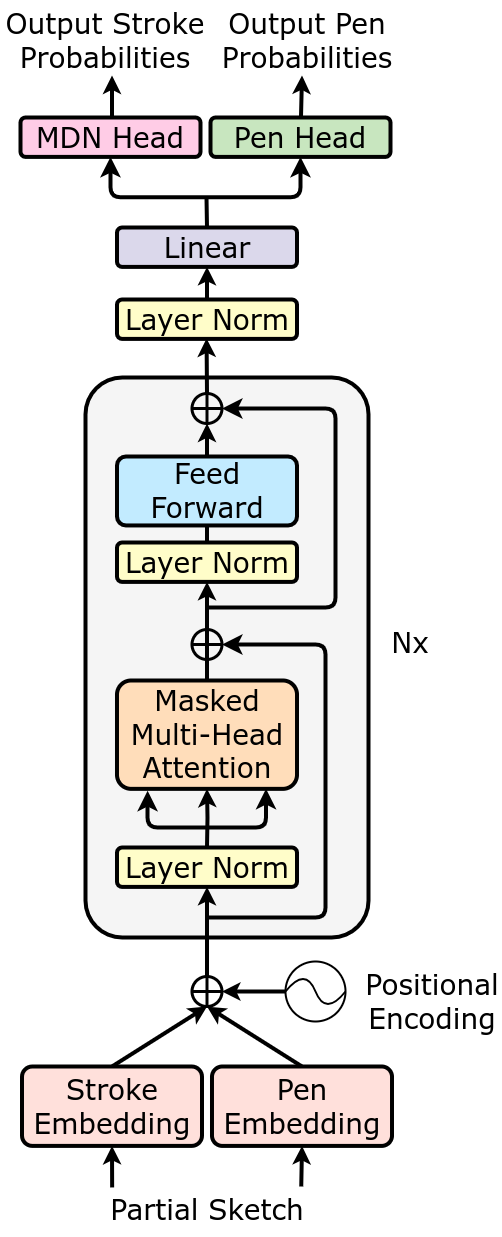 Output Stroke
Probabilities
Output Pen
Probabilities
MDN Head
Pen Head
Linear
Layer Norm
Feed
Forward
Layer Norm
Nx
Masked
Multi-Head
Attention
Layer Norm
Positional
Encoding
Stroke
Embedding
Pen
Embedding
Partial Sketch